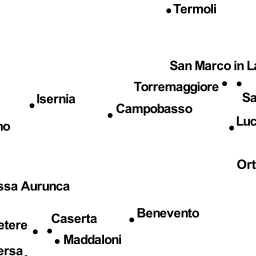 Termoli
San Marco in La
Torremaggiore
Sa
Isernia
Campobasso
Luc
no
Ort
ssa Aurunca
Benevento
Caserta
etere
Maddaloni
ersa